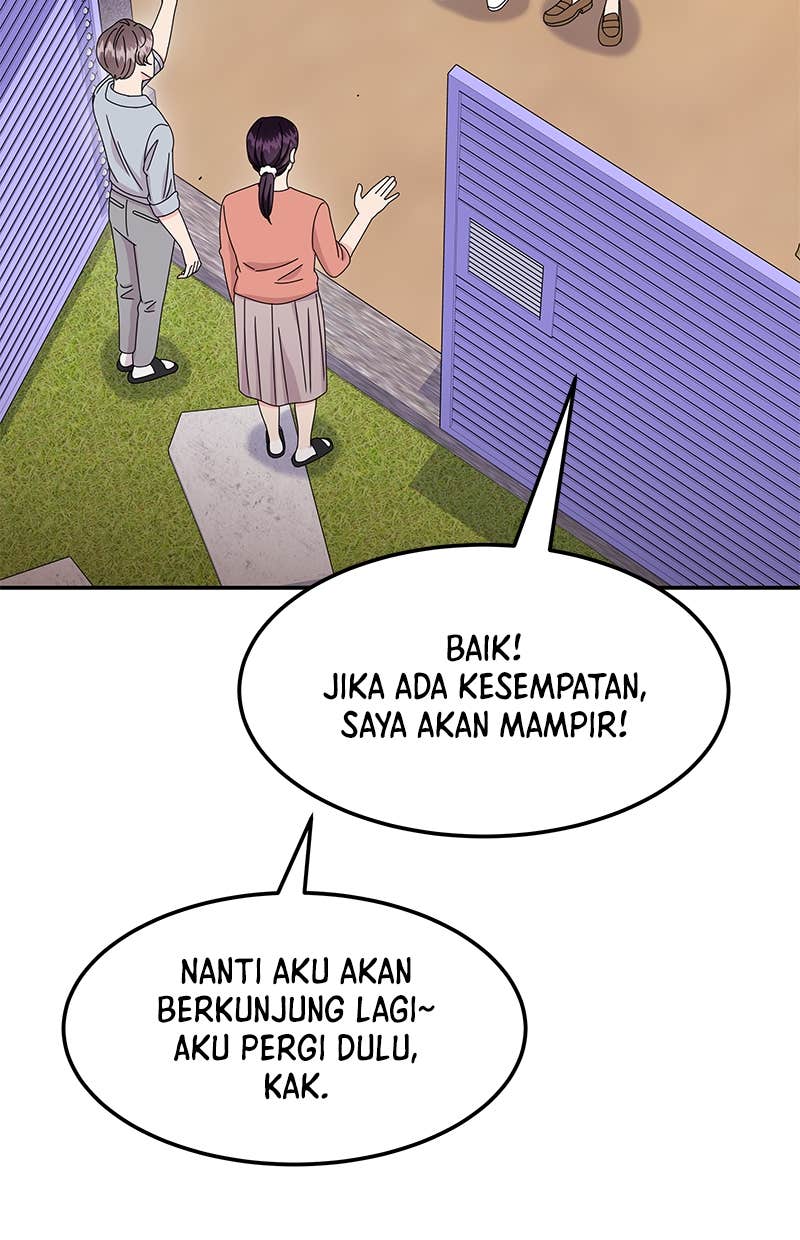 BAIK!
JIKA ADA KESEMPATAN,
SAYA AKAN MAMPIR!
NANTI AKU AKAN
BERKUNJUNG LAGI~
AKU PERGI DULU,
KAK.